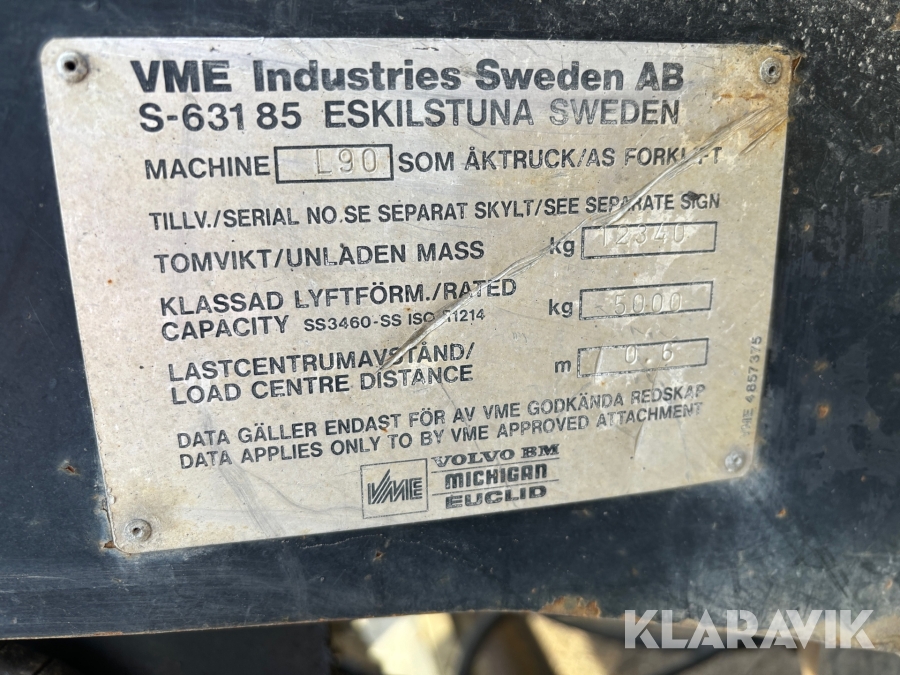 VME Industries Sweden AB
S-631 85 ESKILSTUNA SWEDEN
MACHINE L90 SOM ÅKTRUCK/AS FORKLIFT
TILLV./SERIAL NO.SE SEPARAT SKYLT/SEE SEPARATE SIGN
TOMVIKT/UNLADEN MASS kg 12340
KLASSAD LYFTFÖRM./RATED
CAPACITY SS3460-SS ISO 11214 kg 5000
LASTCENTRUMAVSTÅND/
LOAD CENTRE DISTANCE m 0.6
DATA GÄLLER ENDAST FÖR AV VME GODKÄNDA REDSKAP
DATA APPLIES ONLY TO BY VME APPROVED ATTACHMENT
VME 4857375
VME
VOLVO BM
MICHIGAN
EUCLID
KLARAVIK